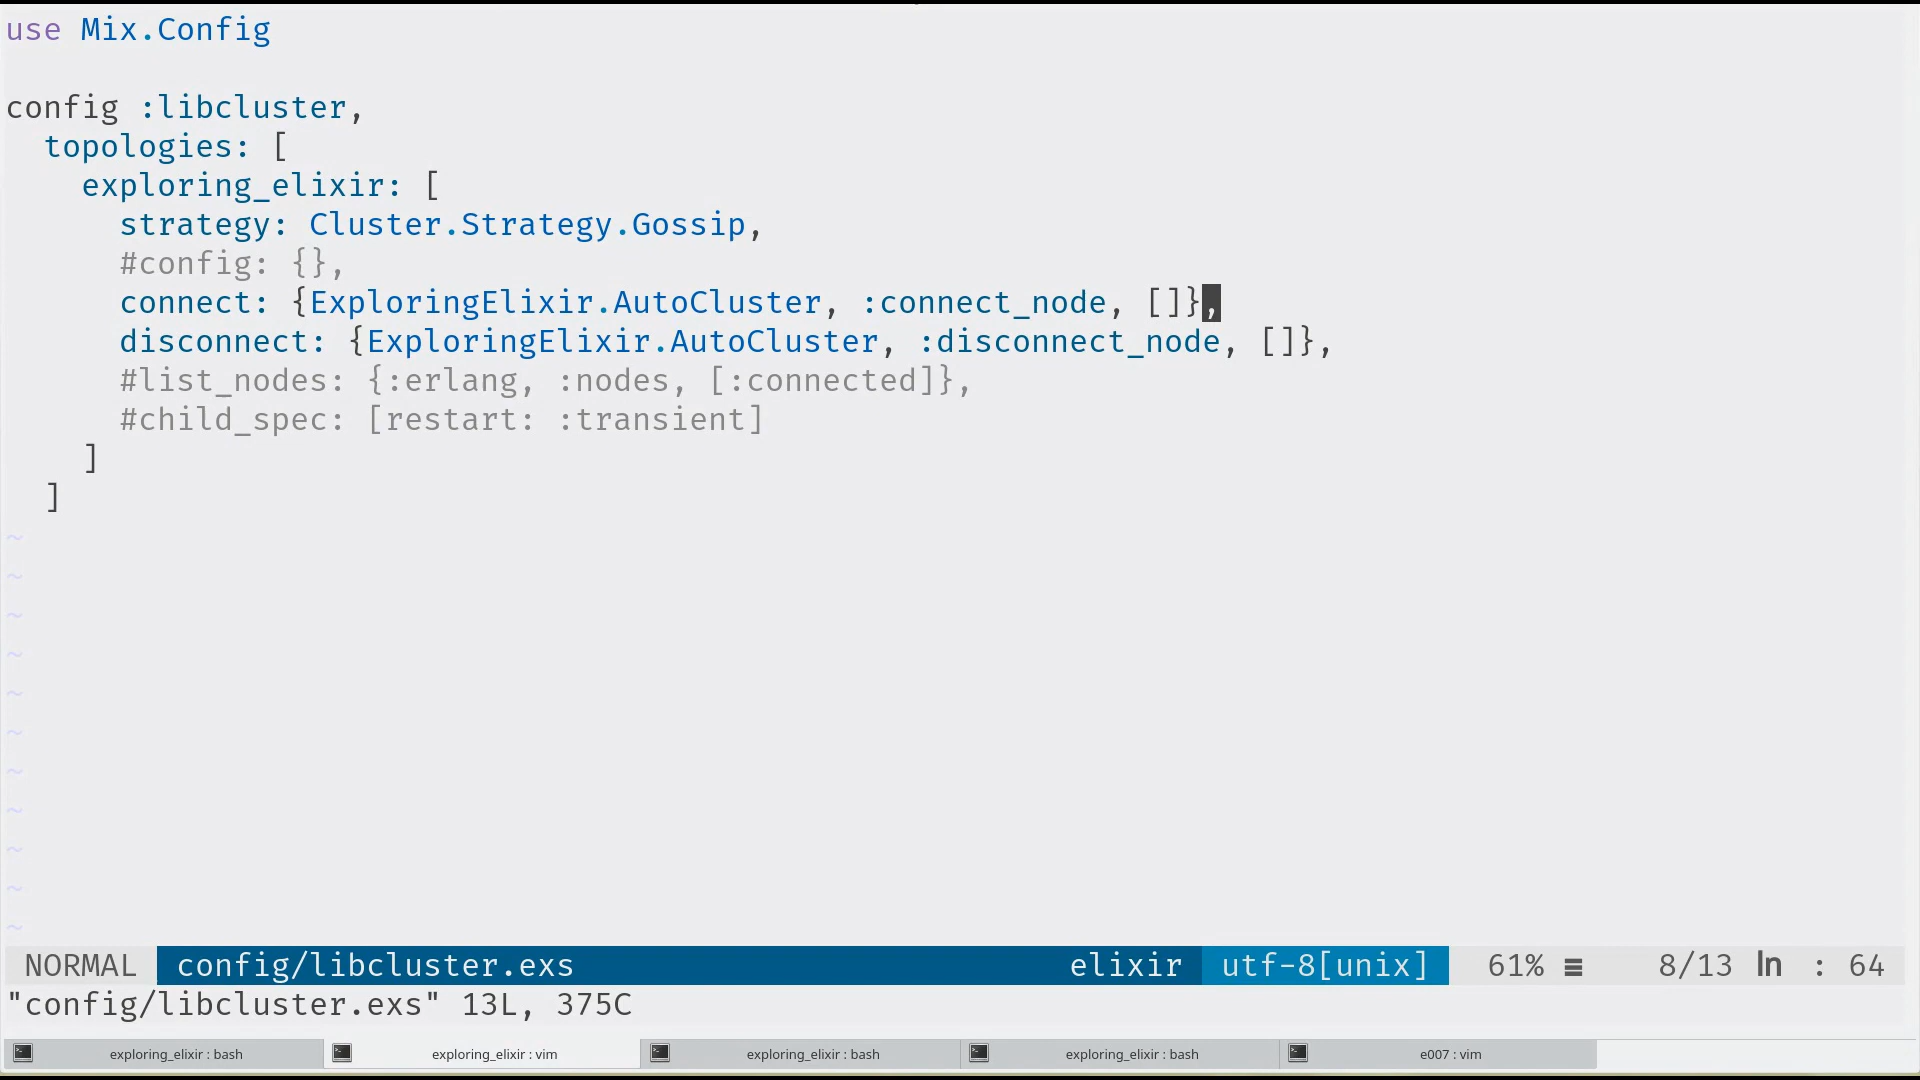 use Mix.Config
config :libcluster,
  topologies: [
    exploring_elixir: [
      strategy: Cluster.Strategy.Gossip,
      #config: {},
      connect: {ExploringElixir.AutoCluster, :connect_node, []},
      disconnect: {ExploringElixir.AutoCluster, :disconnect_node, []},
      #list_nodes: {:erlang, :nodes, [:connected]},
      #child_spec: [restart: :transient]
    ]
  ]
~
~
~
~
~
~
~
~
~
~
~
NORMAL config/libcluster.exs elixir utf-8[unix] 61% ≡ 8/13 ln : 64
"config/libcluster.exs" 13L, 375C
exploring_elixir : bash exploring_elixir : vim exploring_elixir : bash exploring_elixir : bash e007 : vim